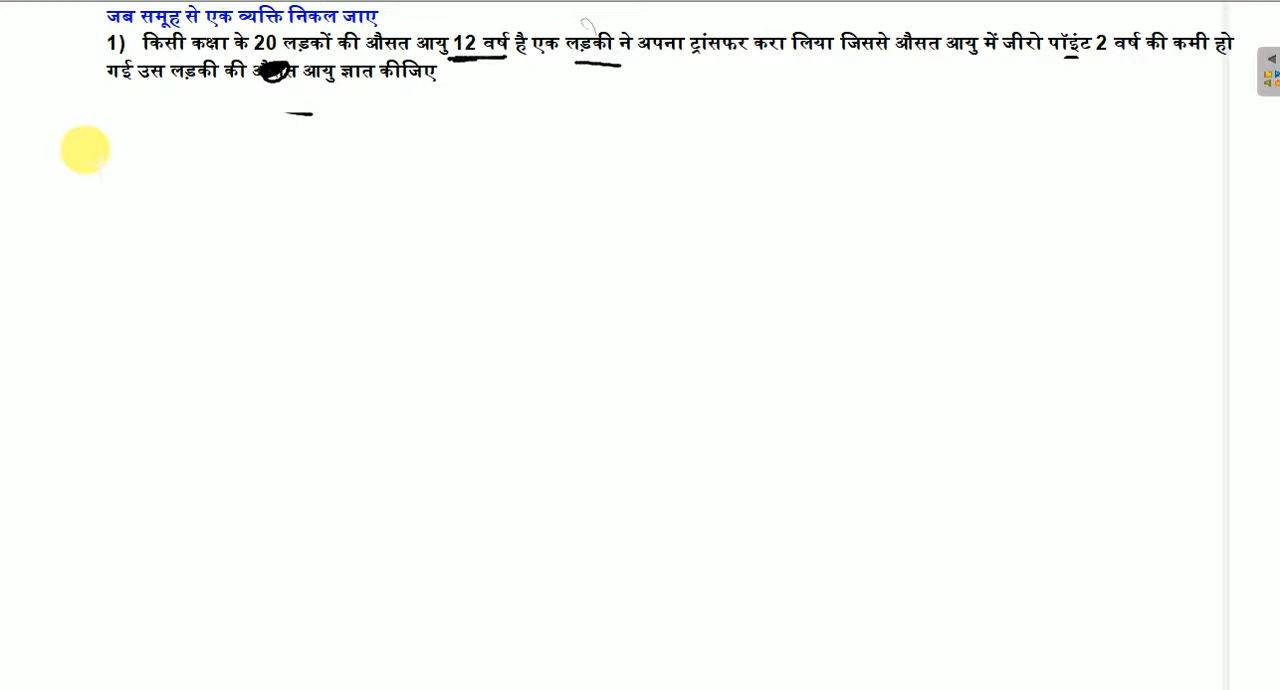 जब समूह से एक व्यक्ति निकल जाए
1) किसी कक्षा के 20 लड़कों की औसत आयु 12 वर्ष है एक लड़की ने अपना ट्रांसफर करा लिया जिससे औसत आयु में जीरो पॉइंट 2 वर्ष की कमी हो
गई उस लड़की की आयु ज्ञात कीजिए